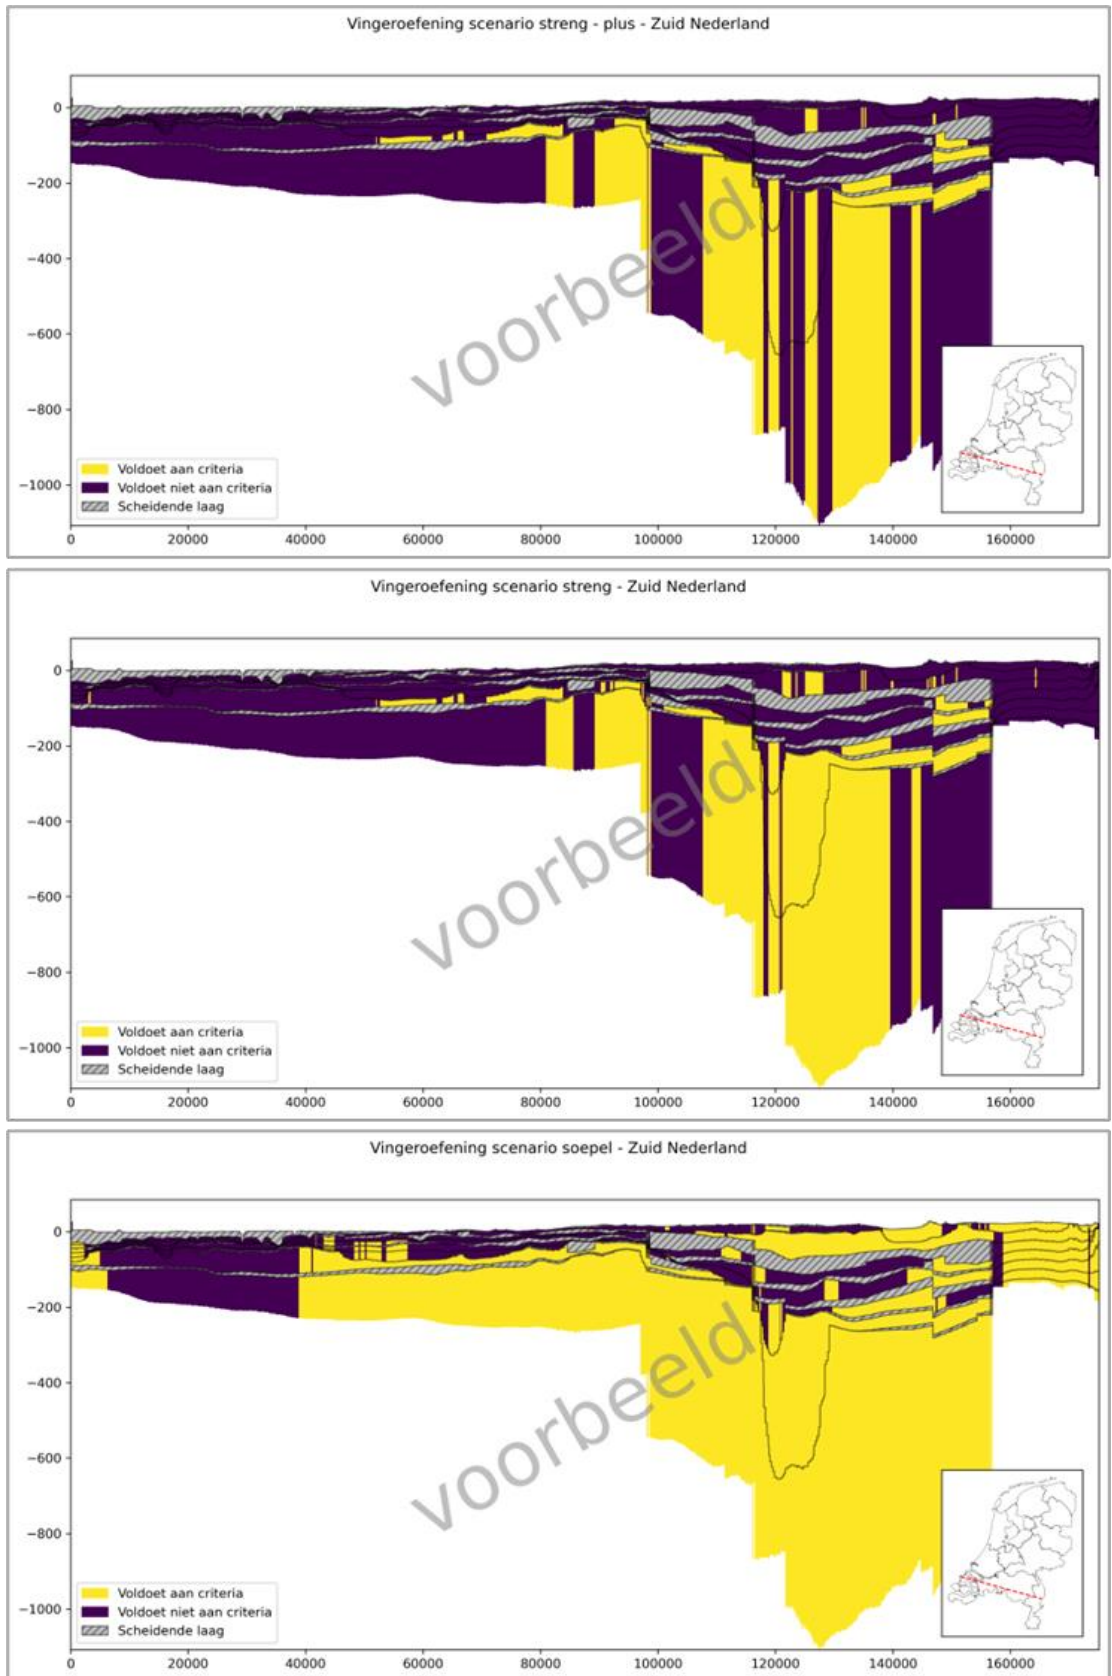 Vingeroefening scenario streng - plus - Zuid Nederland
0
−200
−400
−600
−800
−1000
voorbeeld
Voldoet aan criteria
Voldoet niet aan criteria
Scheidende laag
0 20000 40000 60000 80000 100000 120000 140000 160000
Vingeroefening scenario streng - Zuid Nederland
0
−200
−400
−600
−800
−1000
voorbeeld
Voldoet aan criteria
Voldoet niet aan criteria
Scheidende laag
0 20000 40000 60000 80000 100000 120000 140000 160000
Vingeroefening scenario soepel - Zuid Nederland
0
−200
−400
−600
−800
−1000
voorbeeld
Voldoet aan criteria
Voldoet niet aan criteria
Scheidende laag
0 20000 40000 60000 80000 100000 120000 140000 160000